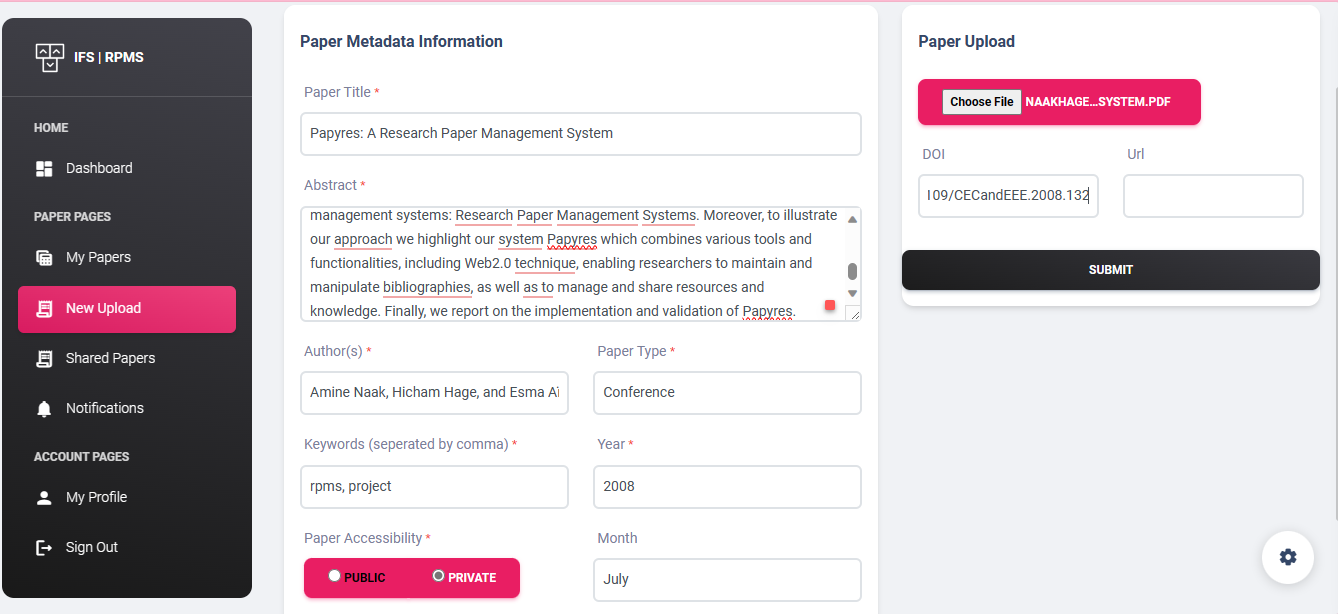 IFS | RPMS
HOME
Dashboard
PAPER PAGES
My Papers
New Upload
Shared Papers
Notifications
ACCOUNT PAGES
My Profile
Sign Out
Paper Metadata Information
Paper Title *
Papyres: A Research Paper Management System
Abstract *
management systems: Research Paper Management Systems. Moreover, to illustrate
our approach we highlight our system Papyres which combines various tools and
functionalities, including Web2.0 technique, enabling researchers to maintain and
manipulate bibliographies, as well as to manage and share resources and
knowledge. Finally, we report on the implementation and validation of Papyres.
Author(s) *
Paper Type *
Amine Naak, Hicham Hage, and Esma Aï
Conference
Keywords (seperated by comma) *
Year *
rpms, project
2008
Paper Accessibility *
Month
PUBLIC
PRIVATE
July
Paper Upload
Choose File NAAKHAGE...SYSTEM.PDF
DOI
Url
109/CECandEEE.2008.132
SUBMIT